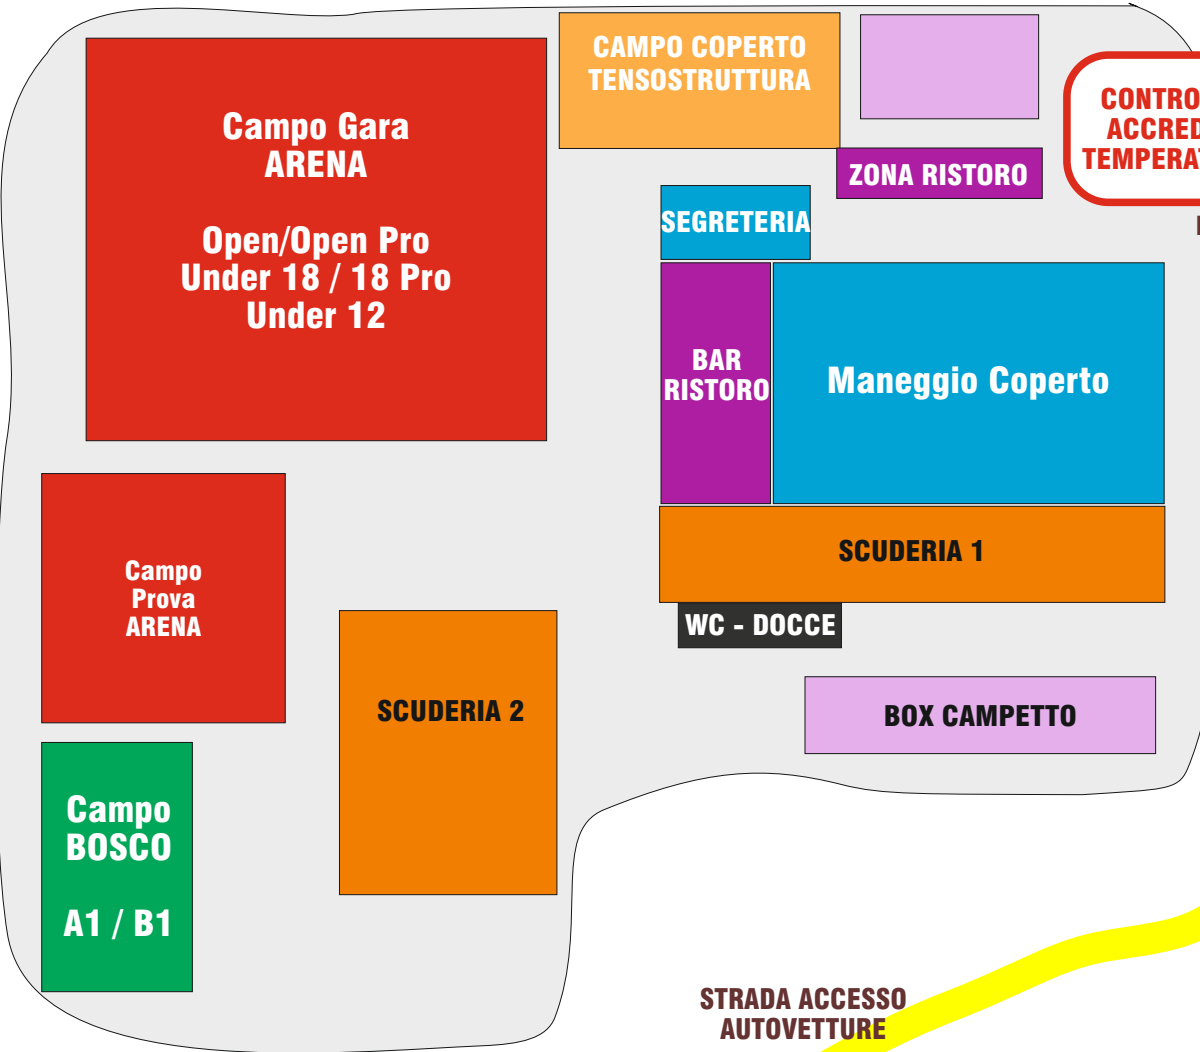 Campo Gara
ARENA
Open/Open Pro
Under 18 / 18 Pro
Under 12
CAMPO COPERTO
TENSOSTRUTTURA
ZONA RISTORO
SEGRETERIA
BAR
RISTORO
Maneggio Coperto
SCUDERIA 1
WC - DOCCE
BOX CAMPETTO
Campo
Prova
ARENA
SCUDERIA 2
Campo
BOSCO
A1 / B1
STRADA ACCESSO
AUTOVETTURE